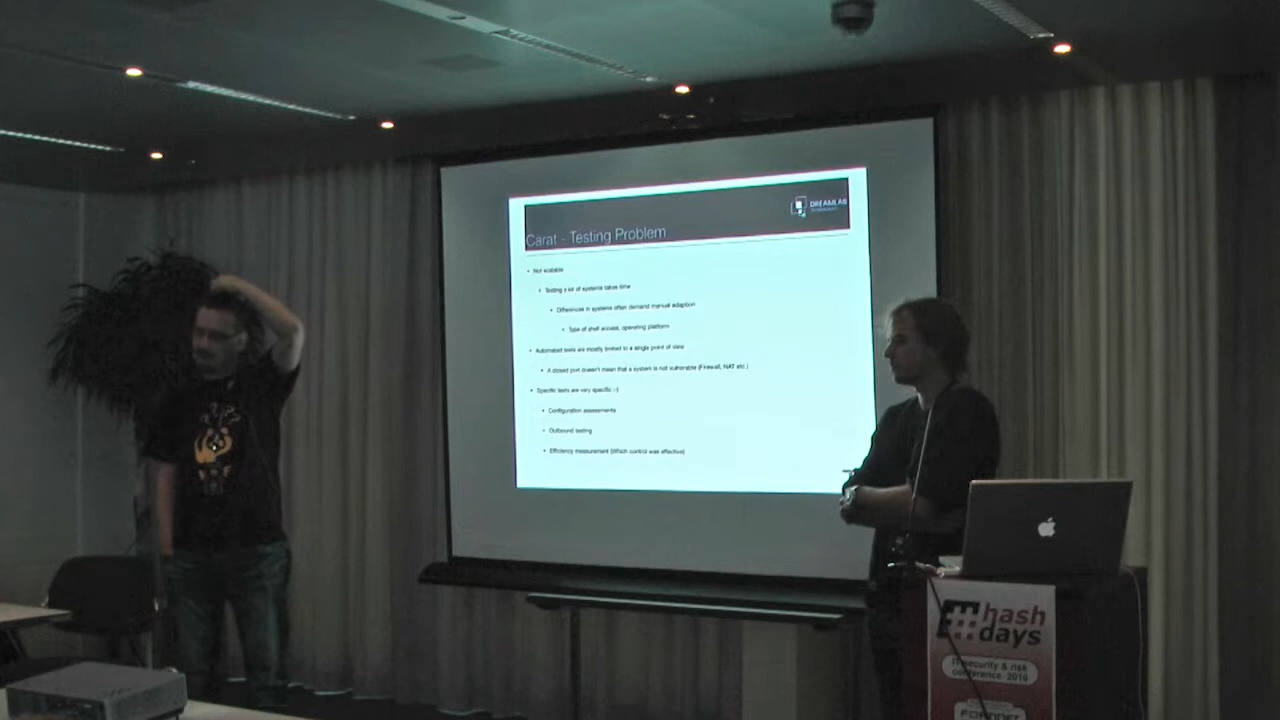 DREAMLAB
Carat - Testing Problem
• Not scalable
• Testing a lot of systems takes time
• Differences in systems often demand manual adaption
• Type of shell access, operating platform
• Automated tests are mostly limited to a single point of view
• A closed port doesn't mean that a system is not vulnerable (Firewall, NAT etc.)
• Specific tests are very specific :-)
• Configuration assessments
• Outbound testing
• Efficiency measurement (Which control was effective)
hash
days
IT security & risk
conference 2010
FORTINET